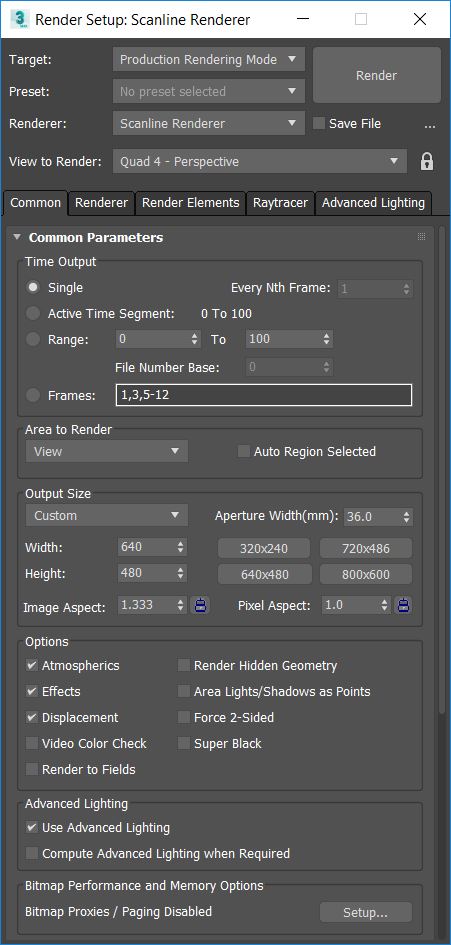 Render Setup: Scanline Renderer
Target: Production Rendering Mode
Render
Preset: No preset selected
Renderer: Scanline Renderer Save File ...
View to Render: Quad 4 - Perspective
Common Renderer Render Elements Raytracer Advanced Lighting
Common Parameters
Time Output
Single Every Nth Frame: 1
Active Time Segment: 0 To 100
Range: 0 To 100
File Number Base: 0
Frames: 1,3,5-12
Area to Render
View Auto Region Selected
Output Size
Custom Aperture Width(mm): 36.0
Width: 640 320x240 720x486
Height: 480 640x480 800x600
Image Aspect: 1.333 Pixel Aspect: 1.0
Options
Atmospherics Render Hidden Geometry
Effects Area Lights/Shadows as Points
Displacement Force 2-Sided
Video Color Check Super Black
Render to Fields
Advanced Lighting
Use Advanced Lighting
Compute Advanced Lighting when Required
Bitmap Performance and Memory Options
Bitmap Proxies / Paging Disabled Setup...